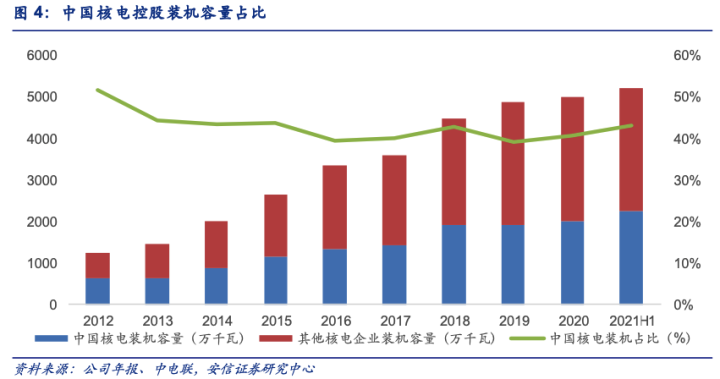 图 4：中国核电控股装机容量占比
6000 60%
5000 50%
4000 40%
3000 30%
2000 20%
1000 10%
0 0%
2012 2013 2014 2015 2016 2017 2018 2019 2020 2021H1
中国核电装机容量（万千瓦） 其他核电企业装机容量（万千瓦） 中国核电装机占比（%）
资料来源：公司年报、中电联，安信证券研究中心